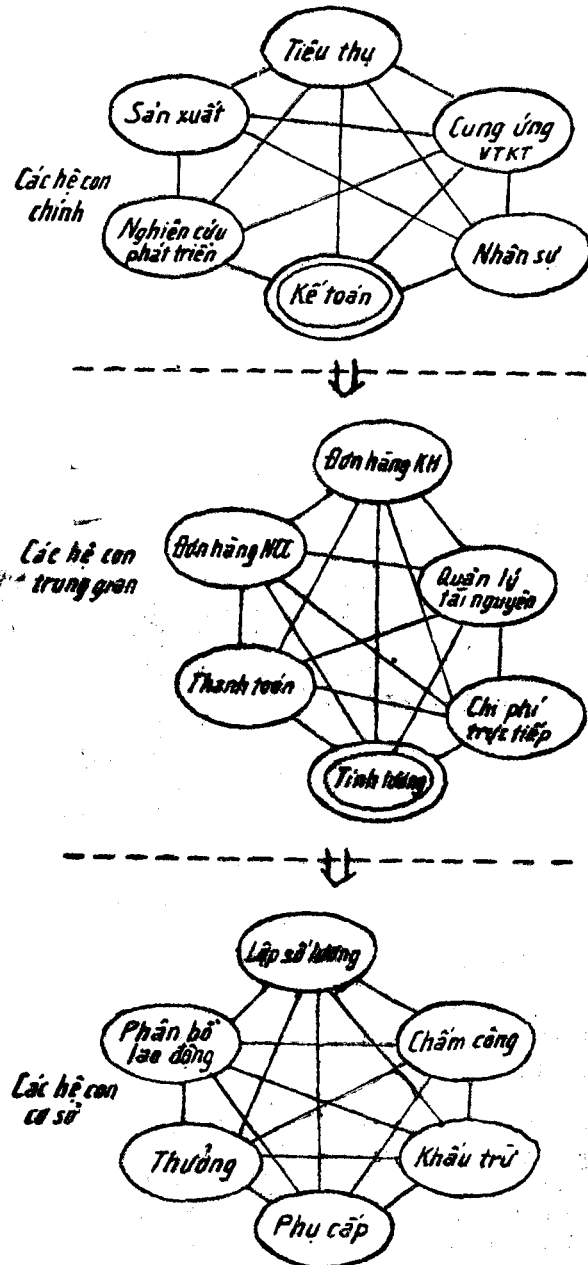 Tiêu thụ
Sản xuất
Cung ứng
VTKT
Các hệ con
chính
Nghiên cứu
phát triển
Nhân sự
Kế toán
Đơn hàng KH
Các hệ con
trung gian
Đơn hàng NCC
Quản lý
tài nguyên
Thanh toán
Chi phí
trực tiếp
Tính lương
Lập sổ lương
Phân bổ
lao động
Chấm công
Các hệ con
cơ sở
Thưởng
Khấu trừ
Phụ cấp